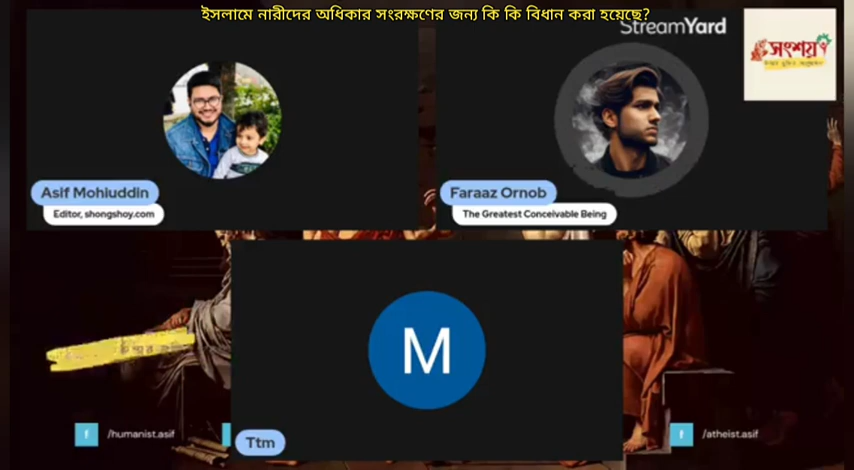 ইসলামে নারীদের অধিকার সংরক্ষণের জন্য কি কি বিধান করা হয়েছে?
StreamYard
সংশয়
Asif Mohiuddin
Editor, shongshoy.com
Faraaz Ornob
The Greatest Conceivable Being
M
Ttm
/humanist.asif
/atheist.asif